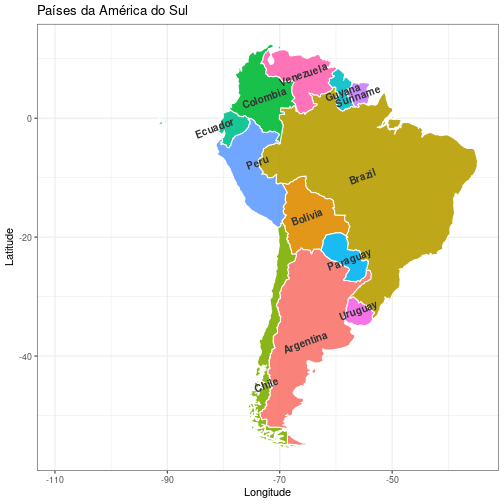 Países da América do Sul
Venezuela
Guyana
Suriname
Colombia
Ecuador
Peru
Brazil
Bolivia
Paraguay
Uruguay
Argentina
Chile
0
-20
-40
Latitude
-110
-90
-70
-50
Longitude